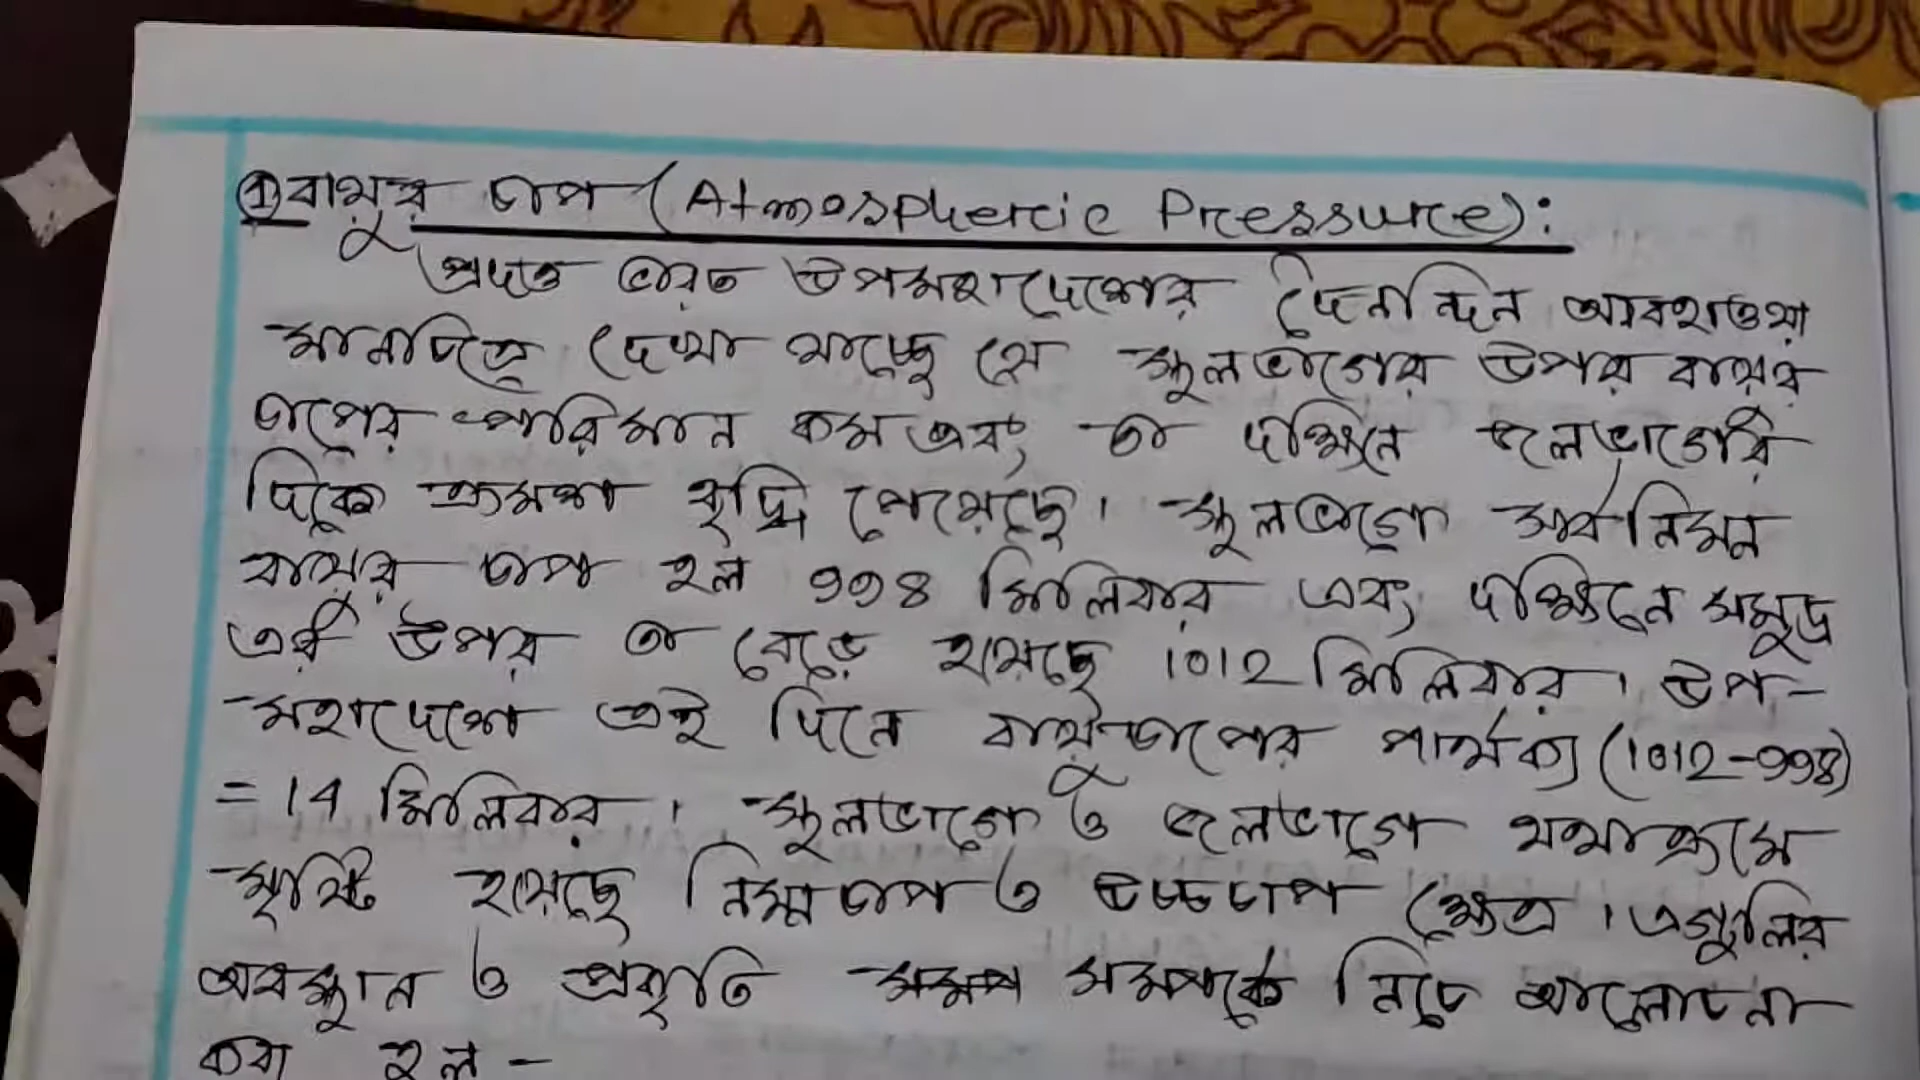 ① বায়ুর চাপ (Atmospheric Pressure):
প্রদত্ত ভারত উপমহাদেশের দৈনন্দিন আবহাওয়া
মানচিত্রে দেখা যাচ্ছে যে স্থলভাগের উপর বায়ুর
চাপের পরিমান কম এবং তা দক্ষিনে জলভাগের
দিকে ক্রমশ বৃদ্ধি পেয়েছে। স্থলভাগে সর্বনিম্ন
বায়ুর চাপ হল 998 মিলিবার এবং দক্ষিনে সমুদ্র
এর উপর তা বেড়ে হয়েছে 1012 মিলিবার। উপ-
মহাদেশে এই দিনে বায়ুচাপের পার্থক্য (1012-998)
= 14 মিলিবার। স্থলভাগে ও জলভাগে যথাক্রমে
সৃষ্টি হয়েছে নিম্নচাপ ও উচ্চচাপ ক্ষেত্র। এগুলির
অবস্থান ও প্রকৃতি সম্পর্কে নিচে আলোচনা
করা হল -